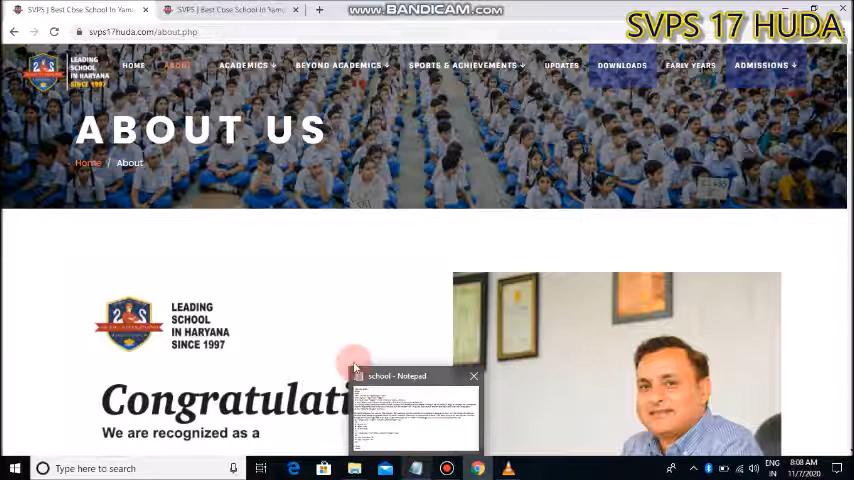 SVPS | Best Cbse School In Yamu
SVPS | Best Cbse School In Yamu
www.BANDICAM.com
SVPS 17 HUDA
svps17huda.com/about.php
LEADING
SCHOOL
IN HARYANA
SINCE 1997
HOME ABOUT ACADEMICS BEYOND ACADEMICS SPORTS & ACHIEVEMENTS UPDATES DOWNLOADS EARLY YEARS ADMISSIONS
ABOUT US
Home / About
LEADING
SCHOOL
IN HARYANA
SINCE 1997
Congratulati
We are recognized as a
school - Notepad
Type here to search
ENG
IN
8:08 AM
11/7/2020